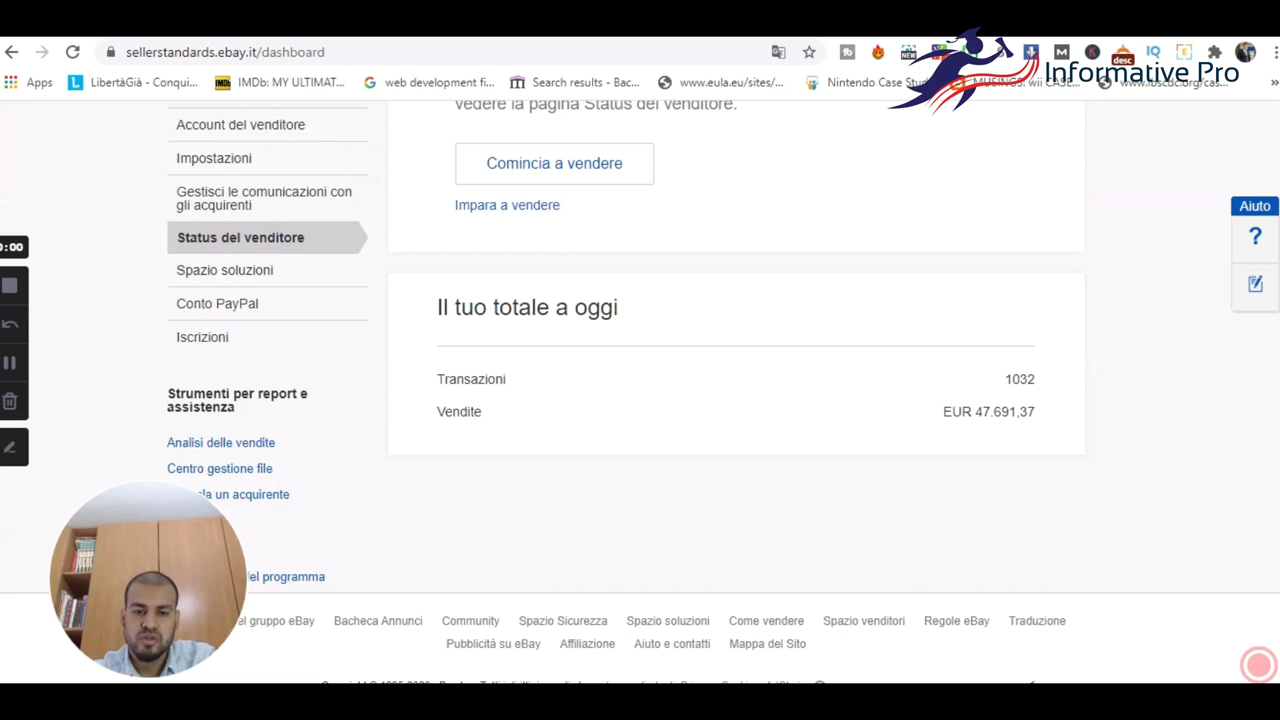 sellerstandards.ebay.it/dashboard
Informative Pro
Apps
LibertàGià - Conqui...
IMDb: MY ULTIMAT...
web development fi...
Search results - Bac...
www.eula.eu/sites/...
Nintendo Case Stu
MUSINGS: wii CASE...
vedere la pagina Status del venditore.
Account del venditore
Comincia a vendere
Impostazioni
Gestisci le comunicazioni con
gli acquirenti
Impara a vendere
Aiuto
?
Status del venditore
0:00
Spazio soluzioni
Conto PayPal
Il tuo totale a oggi
Iscrizioni
Transazioni 1032
Strumenti per report e
assistenza
Vendite EUR 47.691,37
Analisi delle vendite
Centro gestione file
un acquirente
programma
gruppo eBay
Bacheca Annunci
Community
Spazio Sicurezza
Spazio soluzioni
Come vendere
Spazio venditori
Regole eBay
Traduzione
Pubblicità su eBay
Affiliazione
Aiuto e contatti
Mappa del Sito